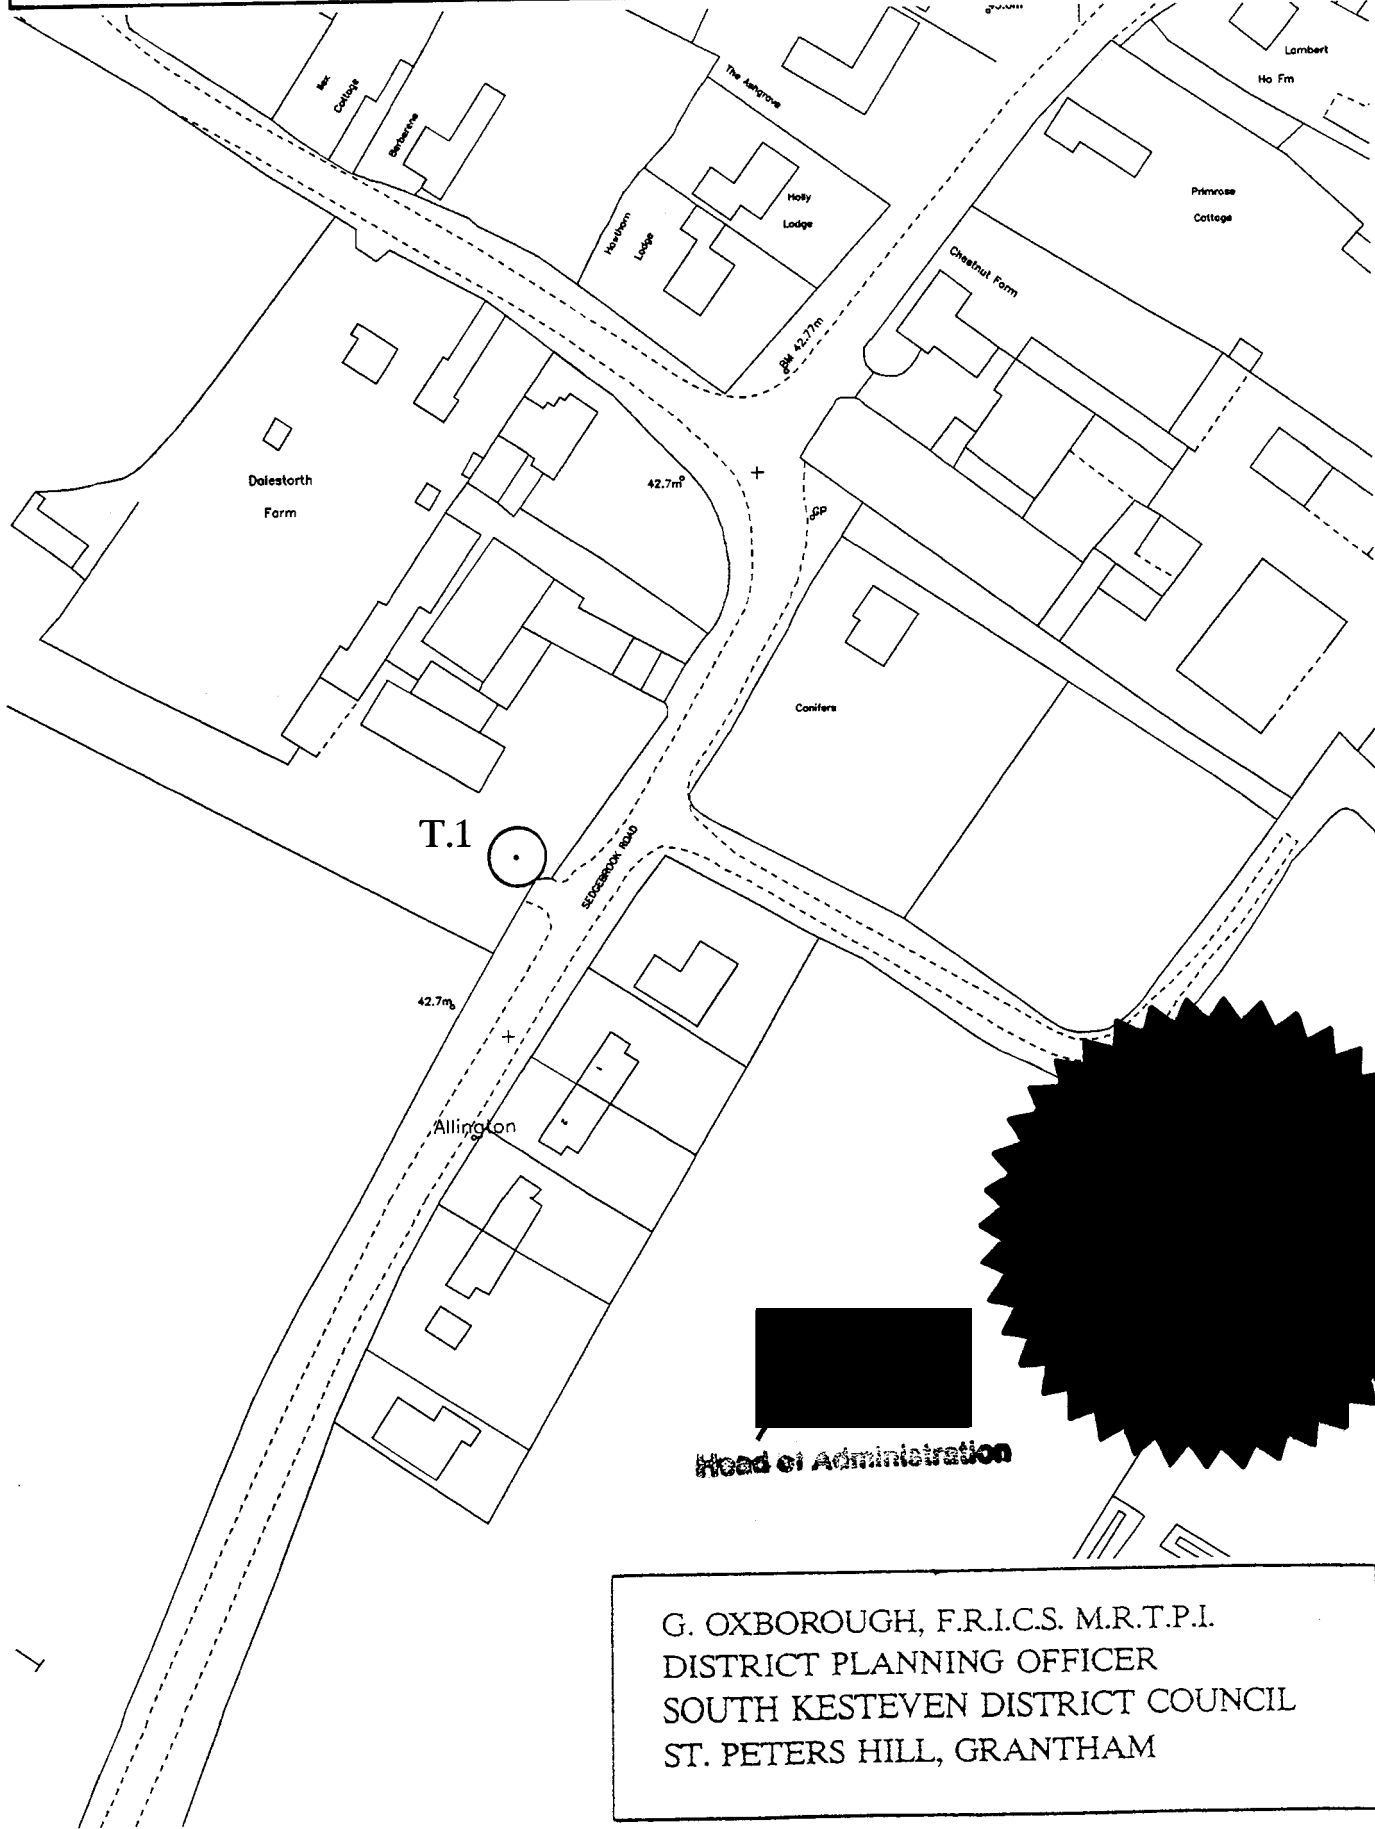 Lambert
Ho Fm
Ilex
Cottage
The Ashgrove
Berberene
Primrose
Cottage
Holly
Lodge
Hawthorn
Lodge
Chestnut Farm
BM 42.77m
Dalestorth
Farm
42.7m
GP
Conifers
T.1
SEDGEBROOK ROAD
42.7m
Allington
Head of Administration
G. OXBOROUGH, F.R.I.C.S. M.R.T.P.I.
DISTRICT PLANNING OFFICER
SOUTH KESTEVEN DISTRICT COUNCIL
ST. PETERS HILL, GRANTHAM